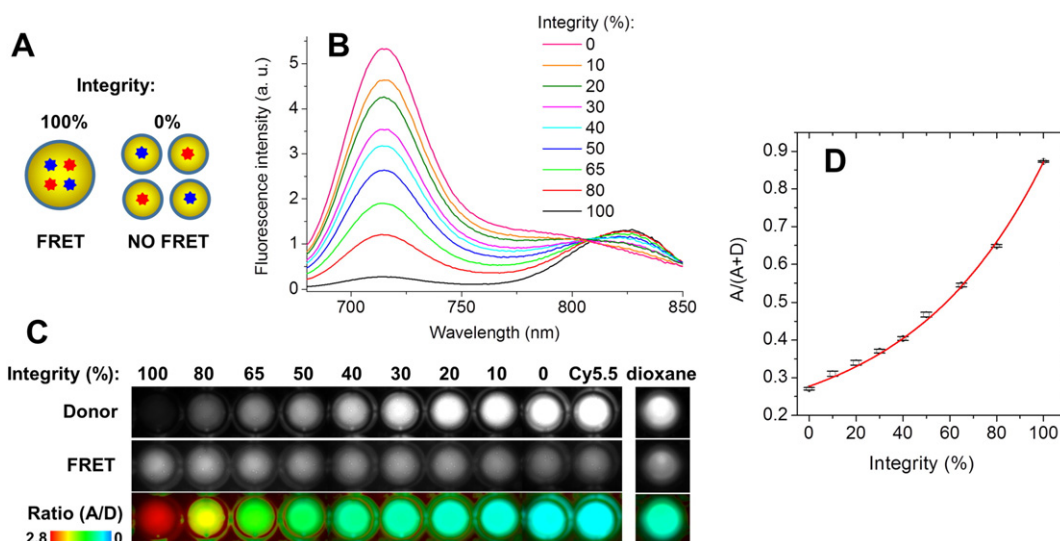 A
Integrity:
100% 0%
FRET NO FRET
B
Integrity (%):
0
10
20
30
40
50
65
80
100
Fluorescence intensity (a. u.)
5
4
3
2
1
0
700 750 800 850
Wavelength (nm)
C
Integrity (%): 100 80 65 50 40 30 20 10 0 Cy5.5 dioxane
Donor
FRET
Ratio (A/D)
2.8 0
D
A/(A+D)
0.9
0.8
0.7
0.6
0.5
0.4
0.3
0.2
0 20 40 60 80 100
Integrity (%)